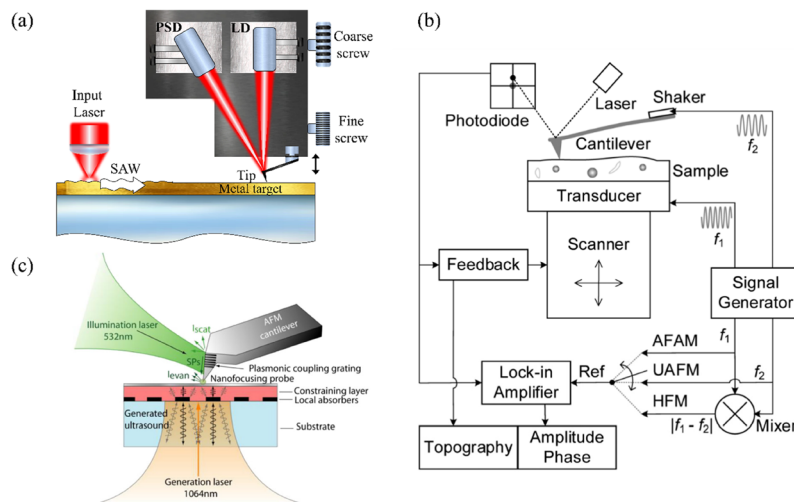 (a)
PSD
LD
Coarse
screw
Input
Laser
Fine
screw
SAW
Tip
Metal target
(b)
Photodiode
Laser
Shaker
Cantilever
f2
Sample
Transducer
f1
Scanner
Feedback
Signal
Generator
f1
AFAM
Lock-in
Amplifier
Ref
UAFM
f2
HFM
|f1 - f2|
Mixer
Topography
Amplitude
Phase
(c)
Illumination laser
532nm
Iscat
AFM
cantilever
SPs
Plasmonic coupling grating
Ievan
Nanofocusing probe
Constraining layer
Local absorbers
Generated
ultrasound
Substrate
Generation laser
1064nm